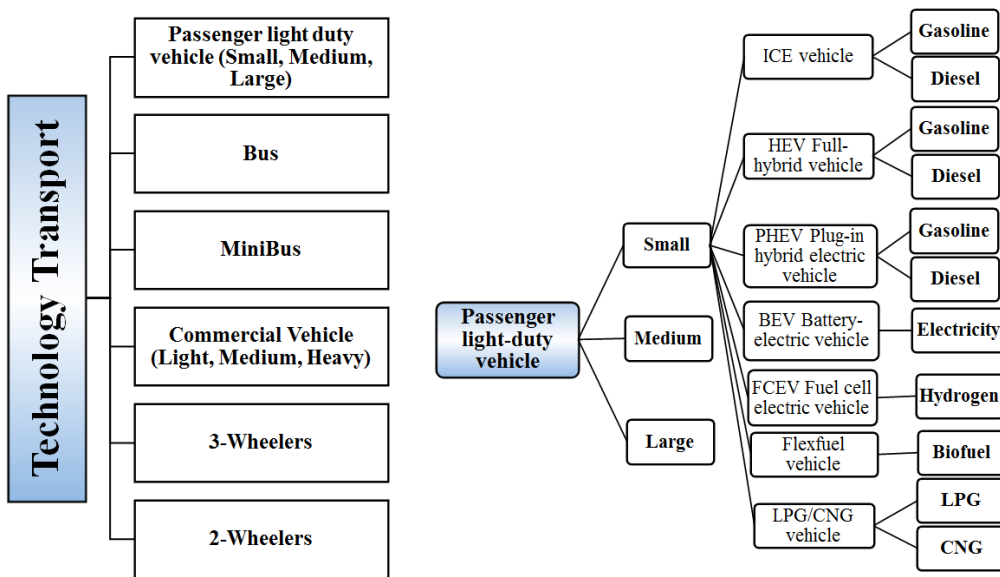 Technology Transport
Passenger light duty
vehicle (Small, Medium,
Large)
Bus
MiniBus
Commercial Vehicle
(Light, Medium, Heavy)
3-Wheelers
2-Wheelers
Passenger
light-duty
vehicle
Small
Medium
Large
ICE vehicle
Gasoline
Diesel
HEV Full-
hybrid vehicle
Gasoline
Diesel
PHEV Plug-in
hybrid electric
vehicle
Gasoline
Diesel
BEV Battery-
electric vehicle
Electricity
FCEV Fuel cell
electric vehicle
Hydrogen
Flexfuel
vehicle
Biofuel
LPG/CNG
vehicle
LPG
CNG